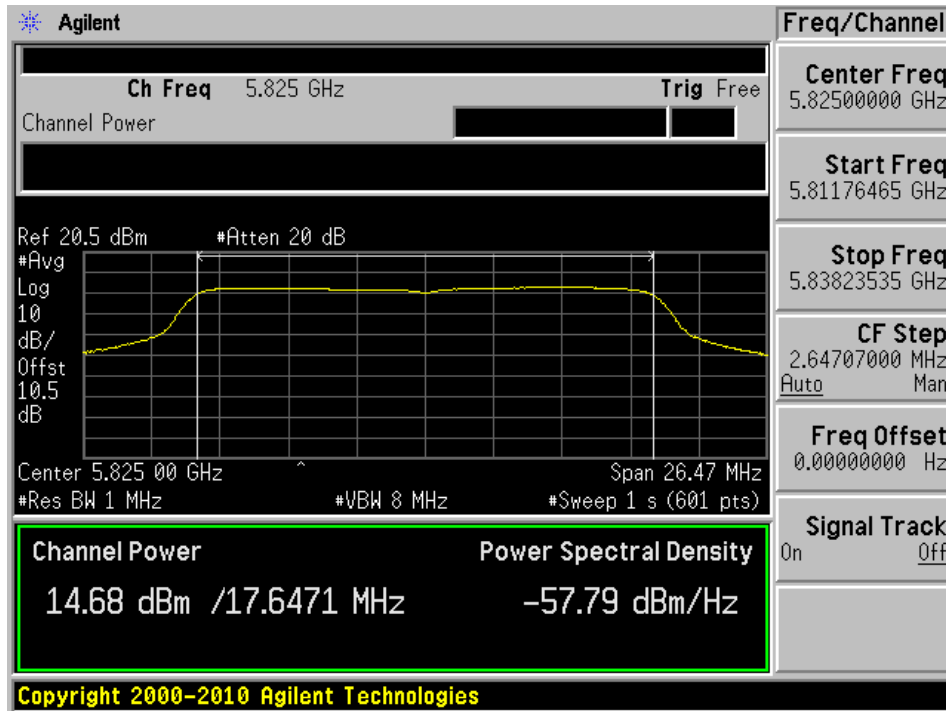 Agilent
Freq/Channel
Ch Freq 5.825 GHz Trig Free
Channel Power
Center Freq
5.82500000 GHz
Start Freq
5.81176465 GHz
Stop Freq
5.83823535 GHz
CF Step
2.64707000 MHz
Auto Man
Freq Offset
0.00000000 Hz
Signal Track
On Off
Ref 20.5 dBm #Atten 20 dB
#Avg
Log
10
dB/
Offst
10.5
dB
Center 5.825 00 GHz Span 26.47 MHz
#Res BW 1 MHz #VBW 8 MHz #Sweep 1 s (601 pts)
Channel Power Power Spectral Density
14.68 dBm /17.6471 MHz -57.79 dBm/Hz
Copyright 2000-2010 Agilent Technologies